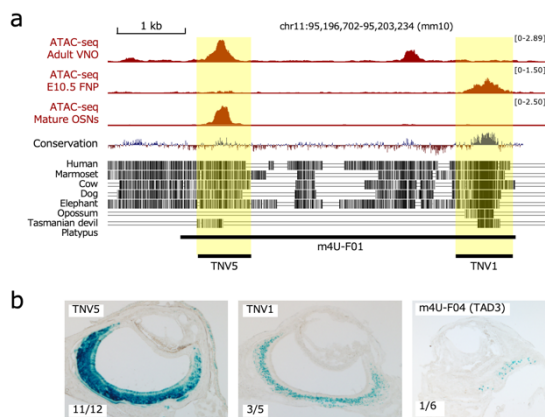 a
1 kb
chr11:95,196,702-95,203,234 (mm10)
ATAC-seq
Adult VNO
[0-2.89]
ATAC-seq
E10.5 FNP
[0-1.50]
ATAC-seq
Mature OSNs
[0-2.50]
Conservation
Human
Marmoset
Cow
Dog
Elephant
Opossum
Tasmanian devil
Platypus
m4U-F01
TNV5
TNV1
b
TNV5
11/12
TNV1
3/5
m4U-F04 (TAD3)
1/6